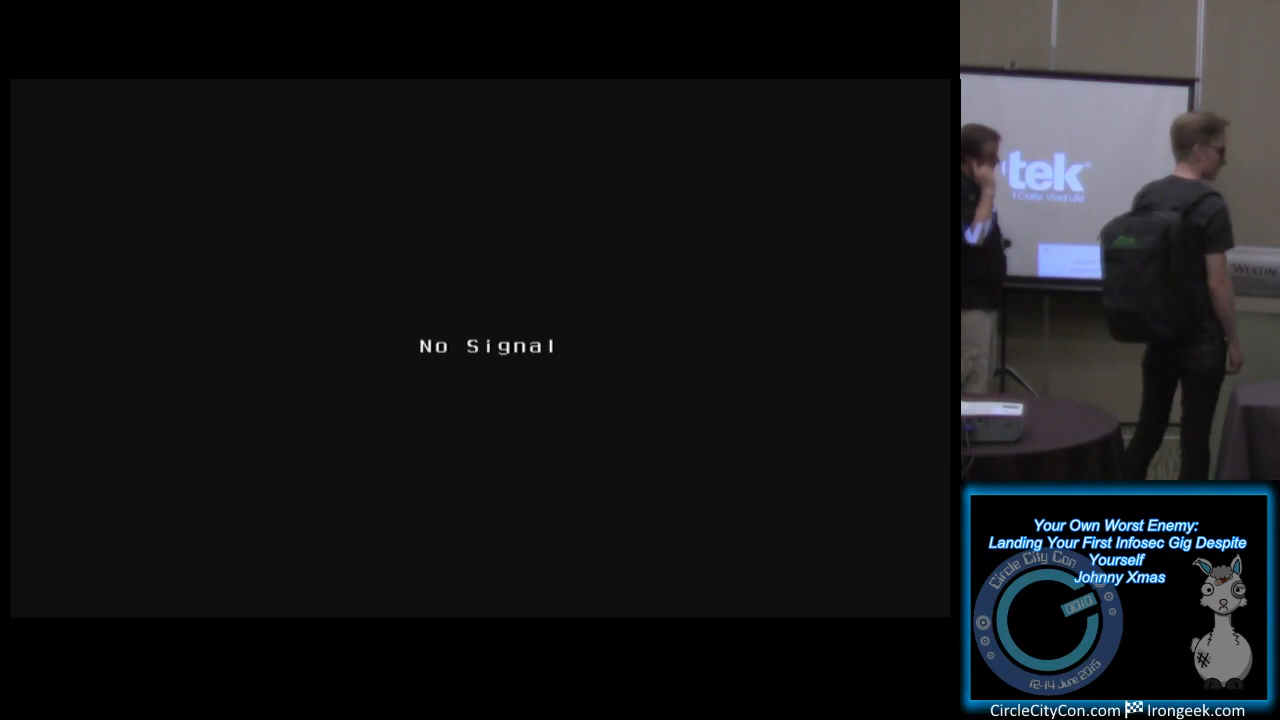 No Signal
tek
WESTIN
Your Own Worst Enemy:
Landing Your First Infosec Gig Despite
Yourself
Johnny Xmas
Circle City Con
12-14 June 2015
CircleCityCon.com Irongeek.com